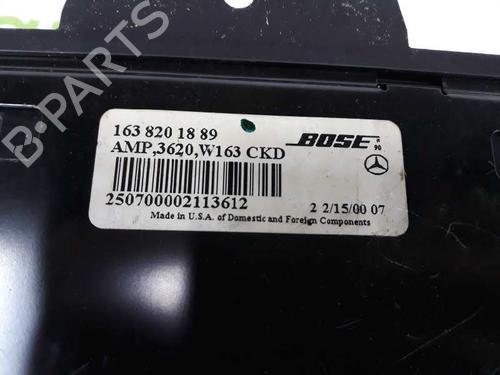 B-PARTS
163 820 18 89
AMP,3620,W163 CKD
BOSE
250700002113612
2 2/15/00 07
Made in U.S.A. of Domestic and Foreign Components